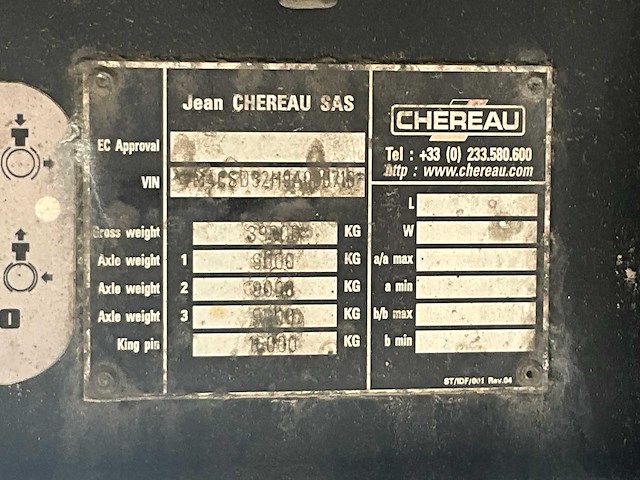 Jean CHEREAU SAS
EC Approval
VIN
Gross weight 39000 KG
Axle weight 1 9000 KG
Axle weight 2 9000 KG
Axle weight 3 KG
King pin KG
CHEREAU
Tel : +33 (0) 233.580.600
http : www.chereau.com
L
W
a/a max
a min
b/b max
b min
ST/IDF/001 Rev.04